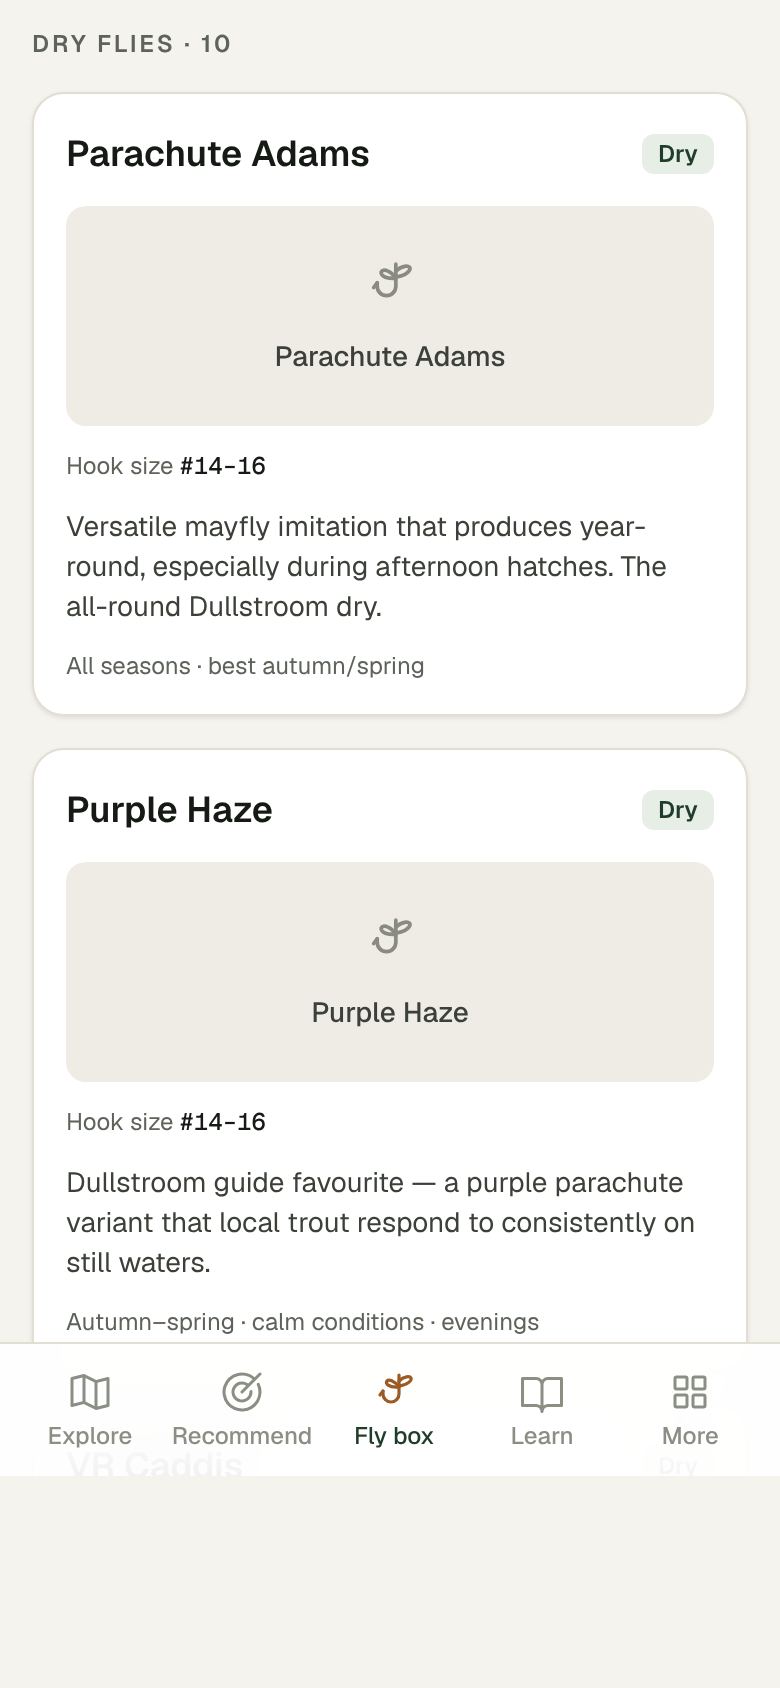 DRY FLIES · 10
Parachute Adams
Dry
Parachute Adams
Hook size #14–16
Versatile mayfly imitation that produces year-
round, especially during afternoon hatches. The
all-round Dullstroom dry.
All seasons · best autumn/spring
Purple Haze
Dry
Purple Haze
Hook size #14–16
Dullstroom guide favourite — a purple parachute
variant that local trout respond to consistently on
still waters.
Autumn–spring · calm conditions · evenings
Explore
Recommend
Fly box
Learn
More
VR Caddis
Dry